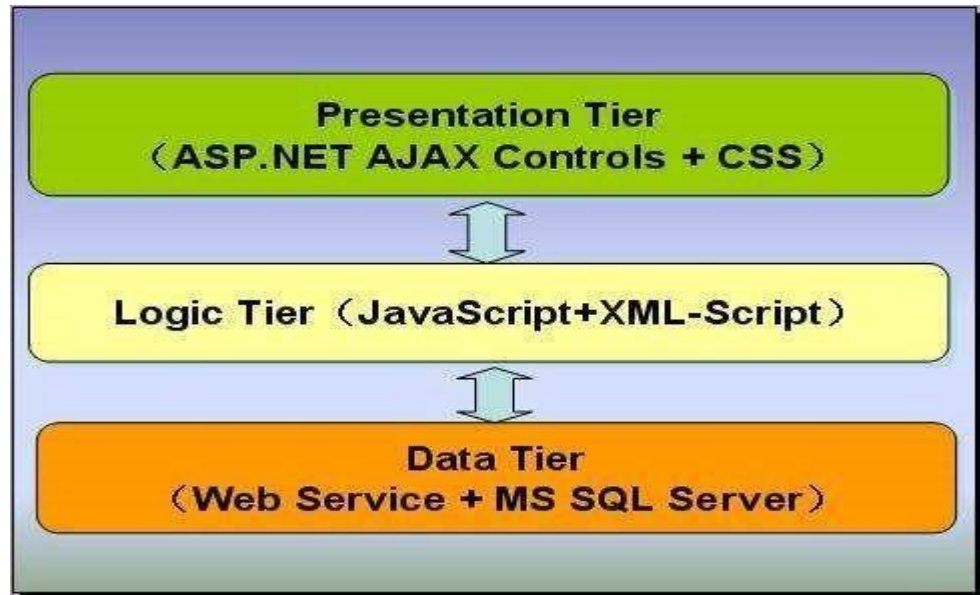 Presentation Tier
（ASP.NET AJAX Controls + CSS）
Logic Tier（JavaScript+XML-Script）
Data Tier
（Web Service + MS SQL Server）